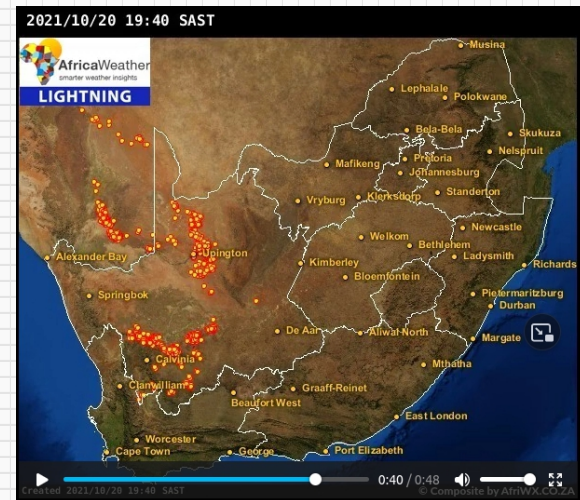 2021/10/20 19:40 SAST
AfricaWeather
smarter weather insights
LIGHTNING
Musina
Lephalale
Polokwane
Bela-Bela
Skukuza
Pretoria
Nelspruit
Mafikeng
Johannesburg
Vryburg
Klerksdorp
Standerton
Newcastle
Welkom
Bethlehem
Upington
Alexander Bay
Kimberley
Ladysmith
Richards
Bloemfontein
Springbok
Pietermaritzburg
Durban
De Aar
Aliwal North
Margate
Calvinia
Mthatha
Clanwilliam
Graaff-Reinet
Beaufort West
East London
Worcester
Cape Town
George
Port Elizabeth
0:40 / 0:48
Created 2021/10/20 19:40 SAST
© Composite by AfriWX.CO.ZA